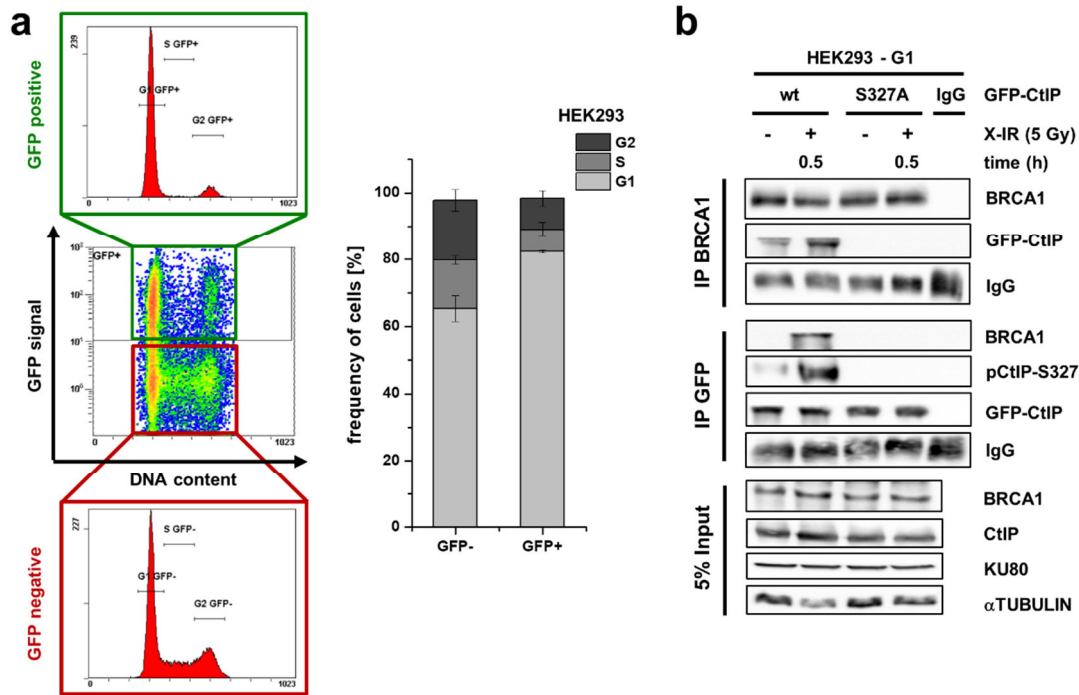 a
GFP positive
239
S GFP+
G1 GFP+
G2 GFP+
0
1023
GFP signal
GFP+
10³
10²
10¹
10⁰
0
1023
DNA content
GFP negative
227
S GFP-
G1 GFP-
G2 GFP-
0
1023
HEK293
G2
S
G1
frequency of cells [%]
100
80
60
40
20
0
GFP-
GFP+
b
HEK293 - G1
wt S327A IgG GFP-CtIP
- + - + X-IR (5 Gy)
0.5 0.5 time (h)
IP BRCA1
BRCA1
GFP-CtIP
IgG
IP GFP
BRCA1
pCtIP-S327
GFP-CtIP
IgG
5% Input
BRCA1
CtIP
KU80
αTUBULIN